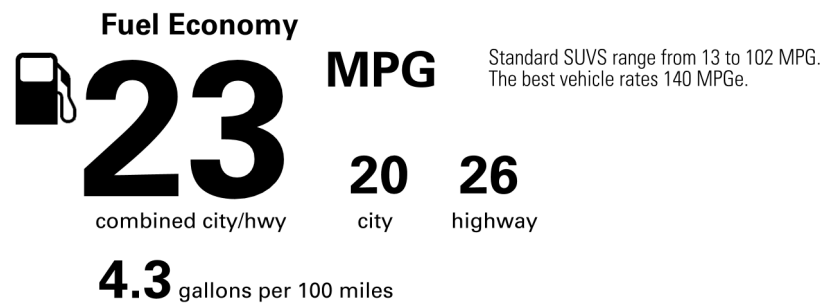 Fuel Economy
23
MPG
Standard SUVS range from 13 to 102 MPG.
The best vehicle rates 140 MPGe.
20 26
combined city/hwy city highway
4.3 gallons per 100 miles